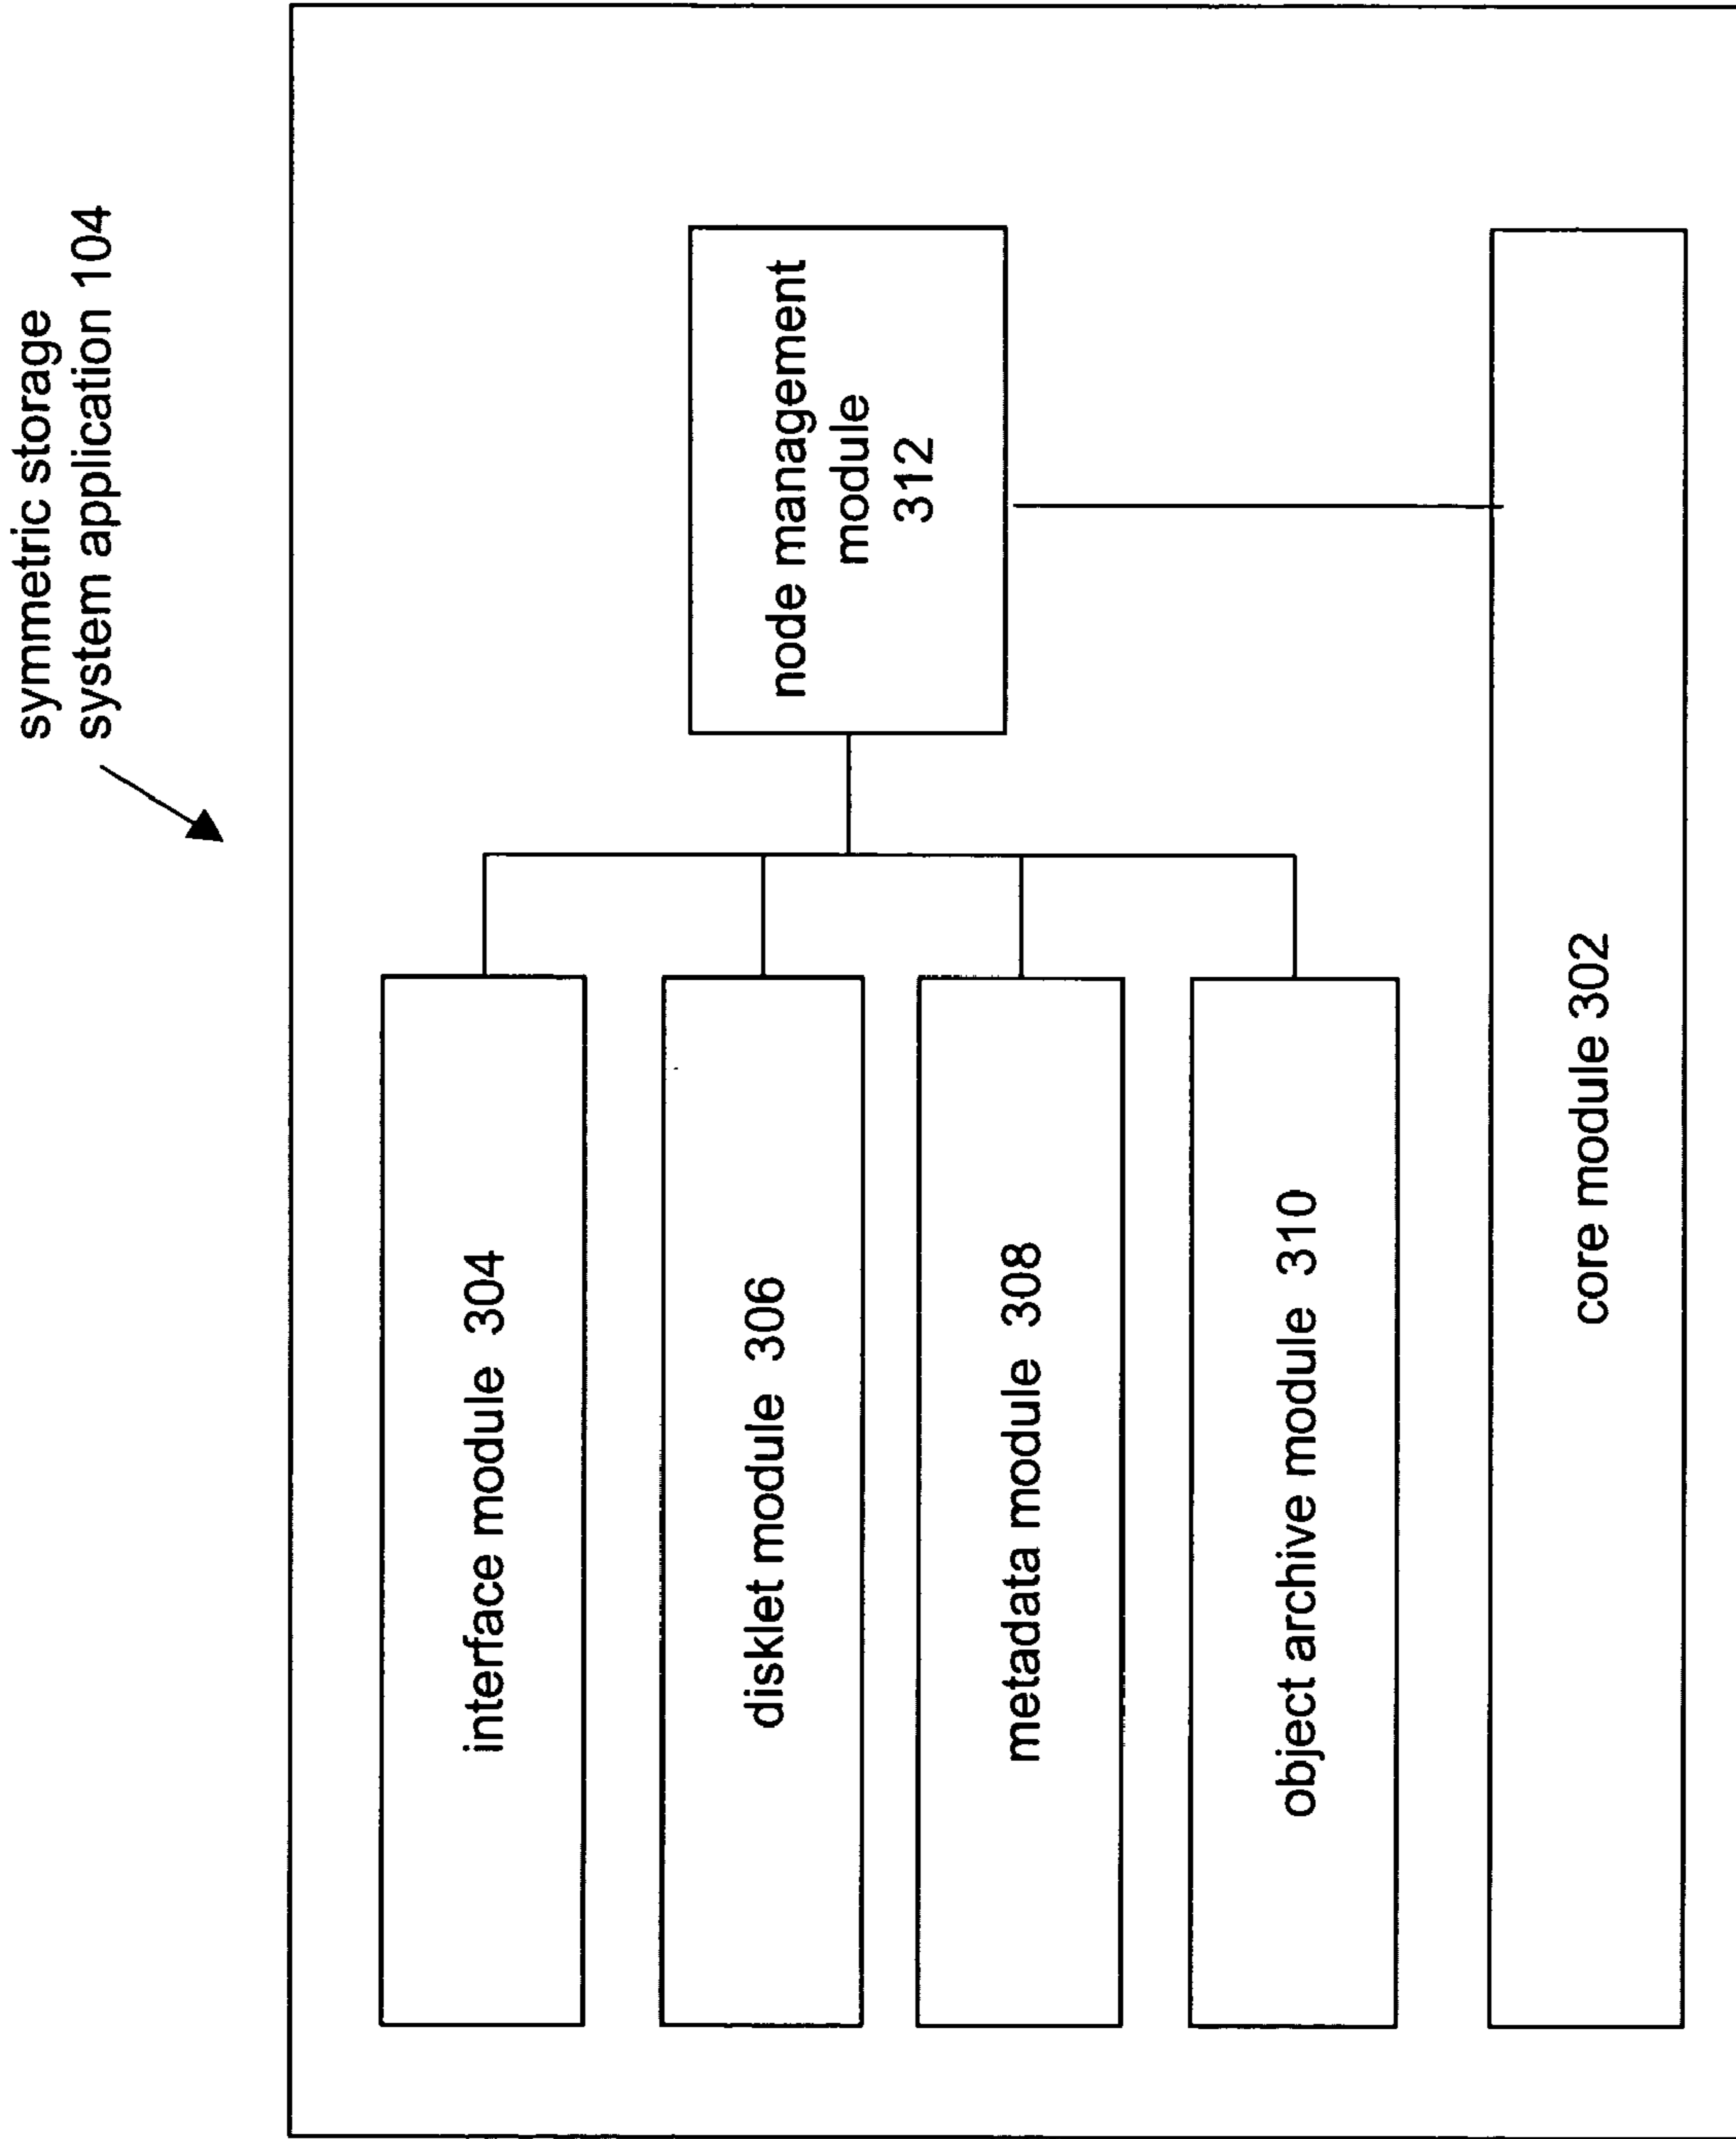 symmetric storage
system application 104
interface module 304
disklet module 306
metadata module 308
object archive module 310
node management
module
312
core module 302